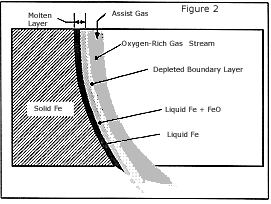 Figure 2
Molten
Layer
Assist Gas
Oxygen-Rich Gas Stream
Depleted Boundary Layer
Solid Fe
Liquid Fe + FeO
Liquid Fe